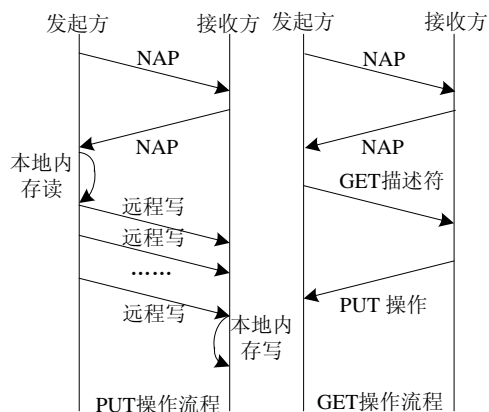 发起方
接收方
NAP
NAP
本地内
存读
远程写
远程写
......
远程写
本地内
存写
PUT操作流程
发起方
接收方
NAP
NAP
GET描述符
PUT 操作
GET操作流程